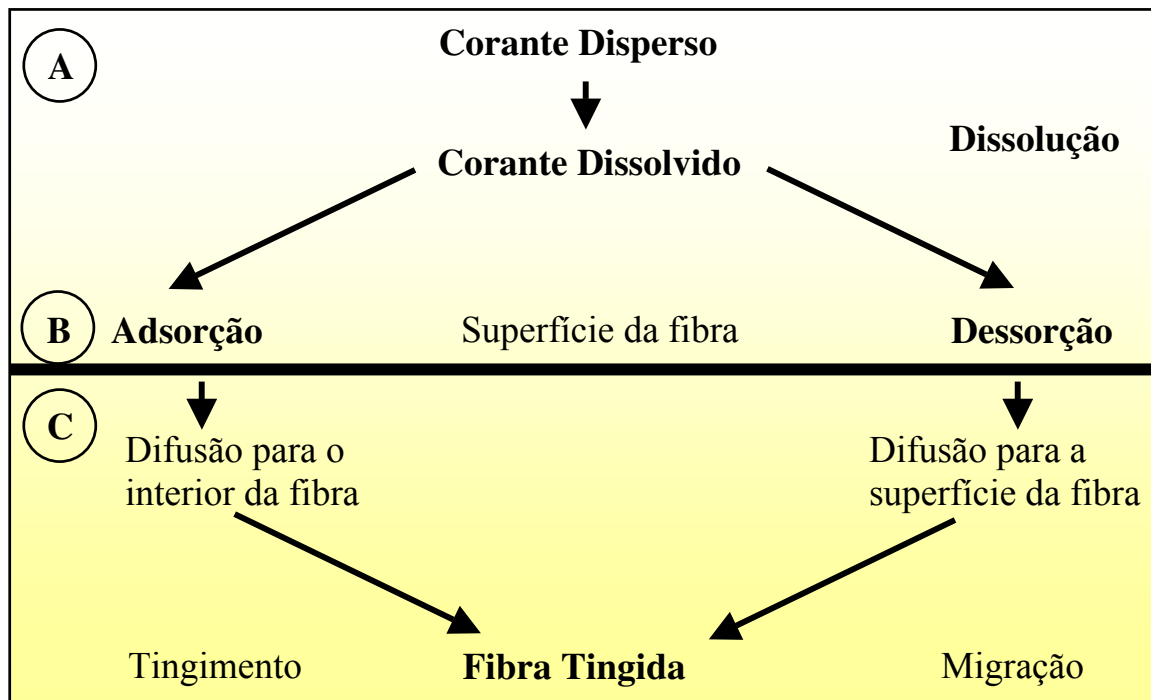 A
Corante Disperso
Dissolução
Corante Dissolvido
B
Adsorção
Superfície da fibra
Dessorção
C
Difusão para o
interior da fibra
Difusão para a
superfície da fibra
Tingimento
Fibra Tingida
Migração